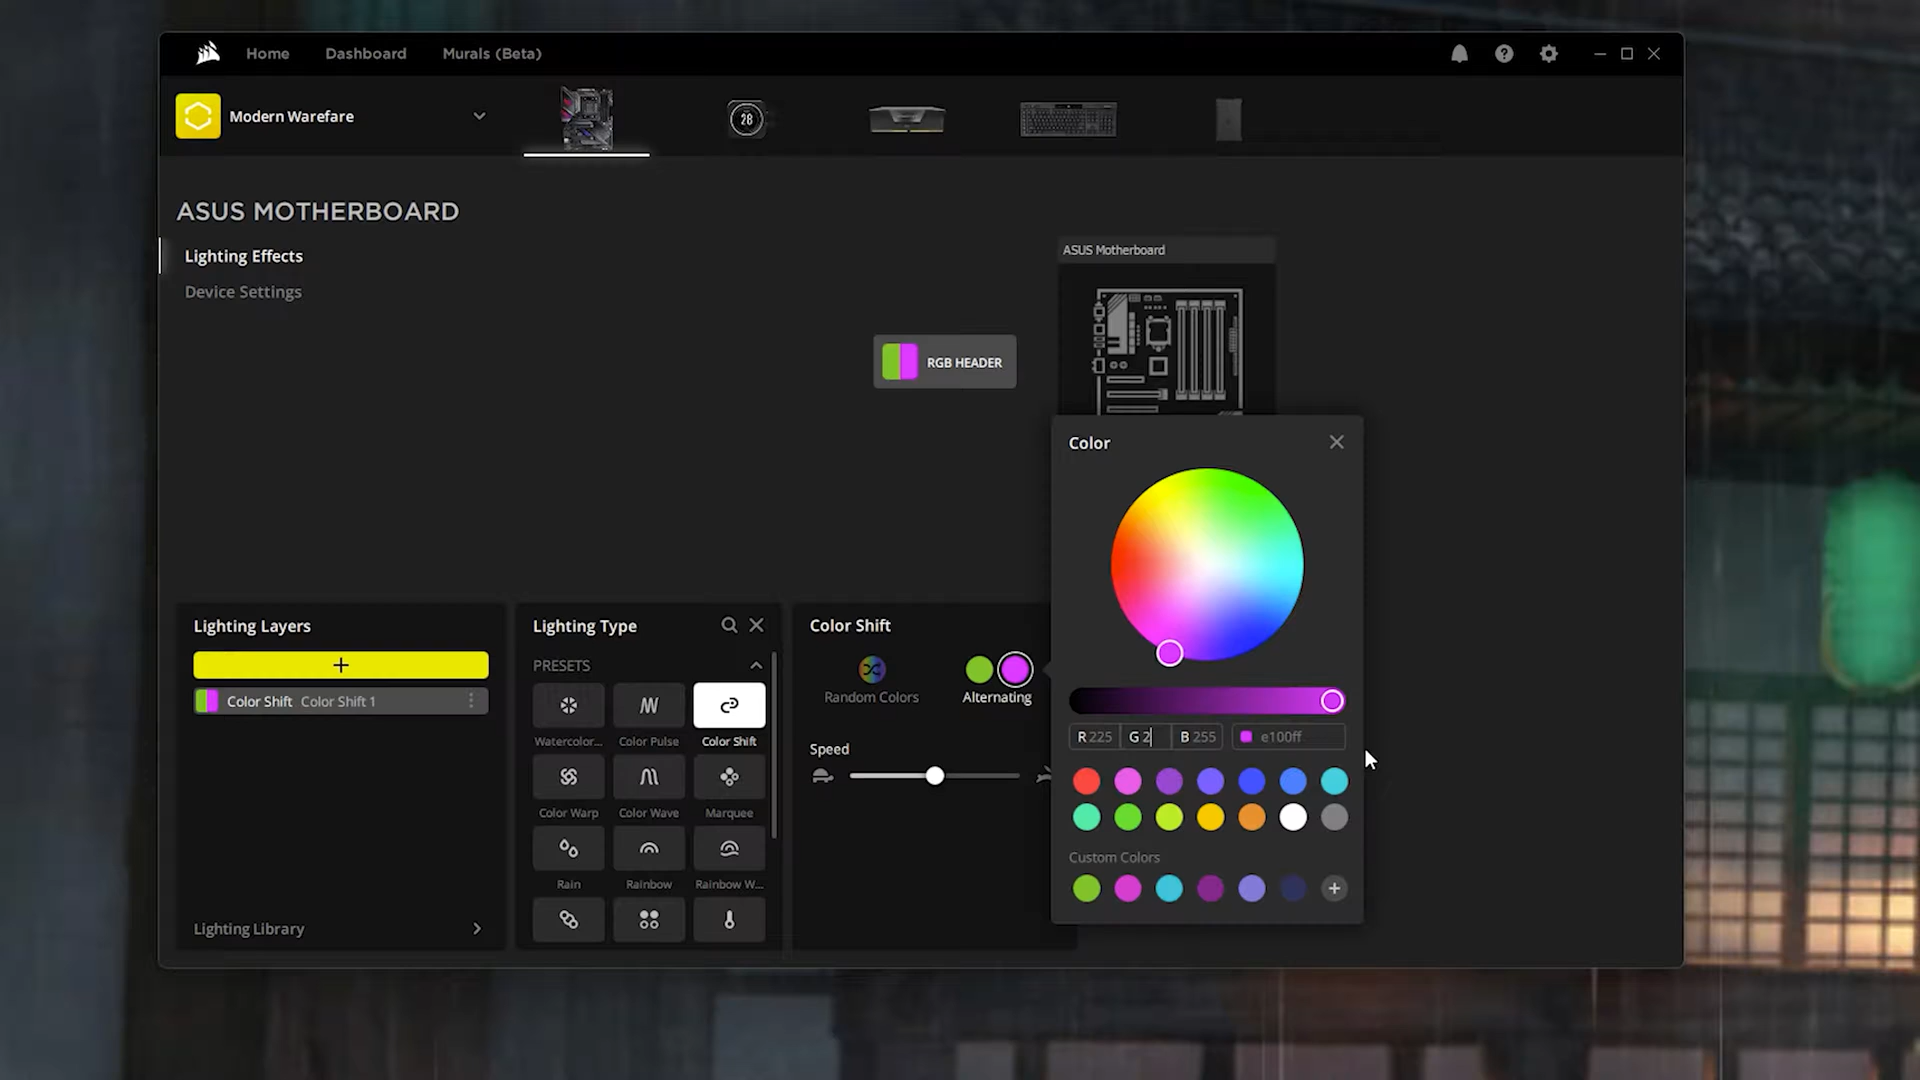 Home
Dashboard
Murals (Beta)
Modern Warefare
28
ASUS MOTHERBOARD
Lighting Effects
Device Settings
ASUS Motherboard
RGB HEADER
Color
R 225
G 2
B 255
e100ff
Custom Colors
Lighting Layers
Color Shift Color Shift 1
Lighting Library
Lighting Type
PRESETS
Watercolor...
Color Pulse
Color Shift
Color Warp
Color Wave
Marquee
Rain
Rainbow
Rainbow W...
Color Shift
Random Colors
Alternating
Speed